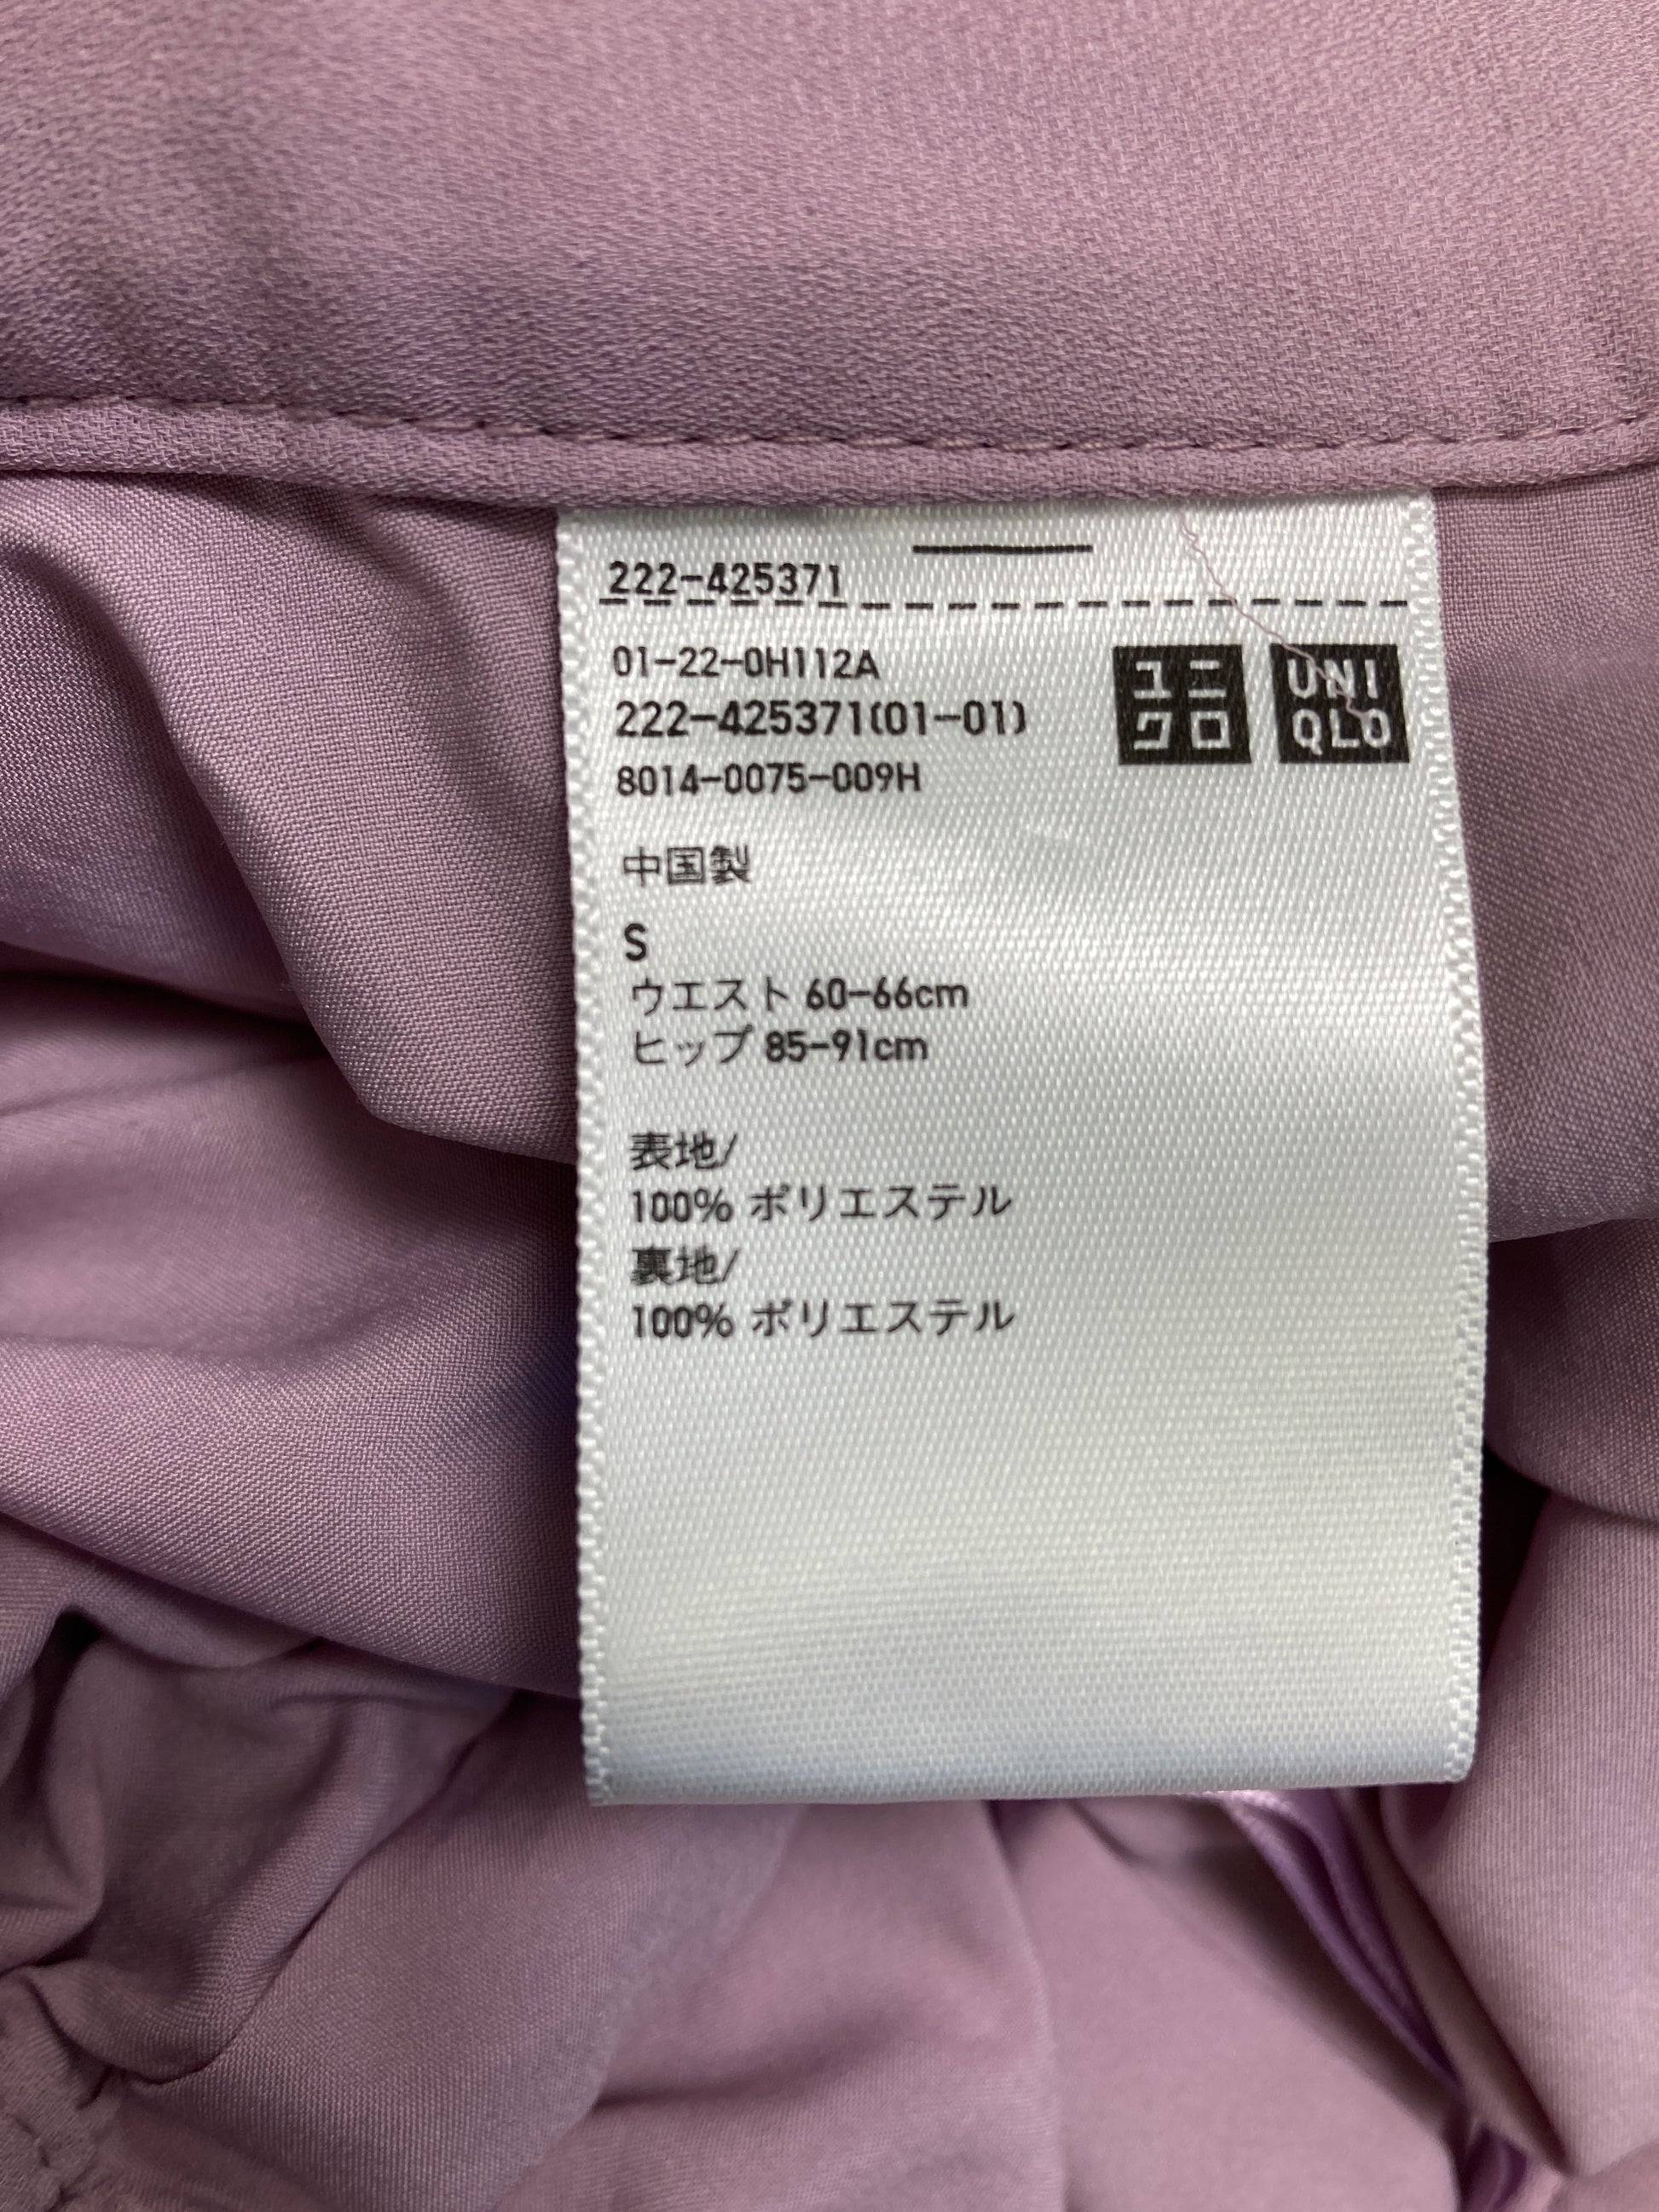 222-425371
01-22-0H112A
222-425371(01-01)
8014-0075-009H
ユニ
クロ
UNI
QLO
中国製
S
ウエスト 60-66cm
ヒップ 85-91cm
表地/
100% ポリエステル
裏地/
100% ポリエステル